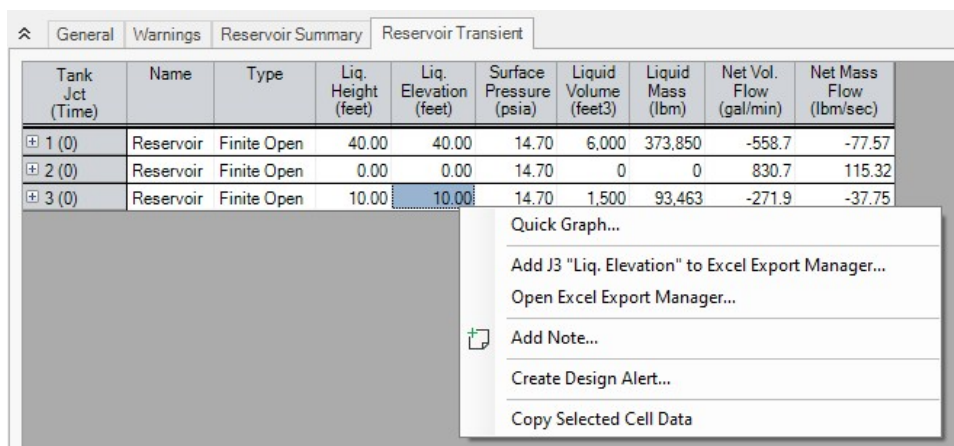 General Warnings Reservoir Summary Reservoir Transient
Tank Jct (Time) Name Type Liq. Height (feet) Liq. Elevation (feet) Surface Pressure (psia) Liquid Volume (feet3) Liquid Mass (lbm) Net Vol. Flow (gal/min) Net Mass Flow (lbm/sec)
1 (0) Reservoir Finite Open 40.00 40.00 14.70 6,000 373,850 -558.7 -77.57
2 (0) Reservoir Finite Open 0.00 0.00 14.70 0 0 830.7 115.32
3 (0) Reservoir Finite Open 10.00 10.00 14.70 1,500 93,463 -271.9 -37.75
Quick Graph...
Add J3 "Liq. Elevation" to Excel Export Manager...
Open Excel Export Manager...
Add Note...
Create Design Alert...
Copy Selected Cell Data